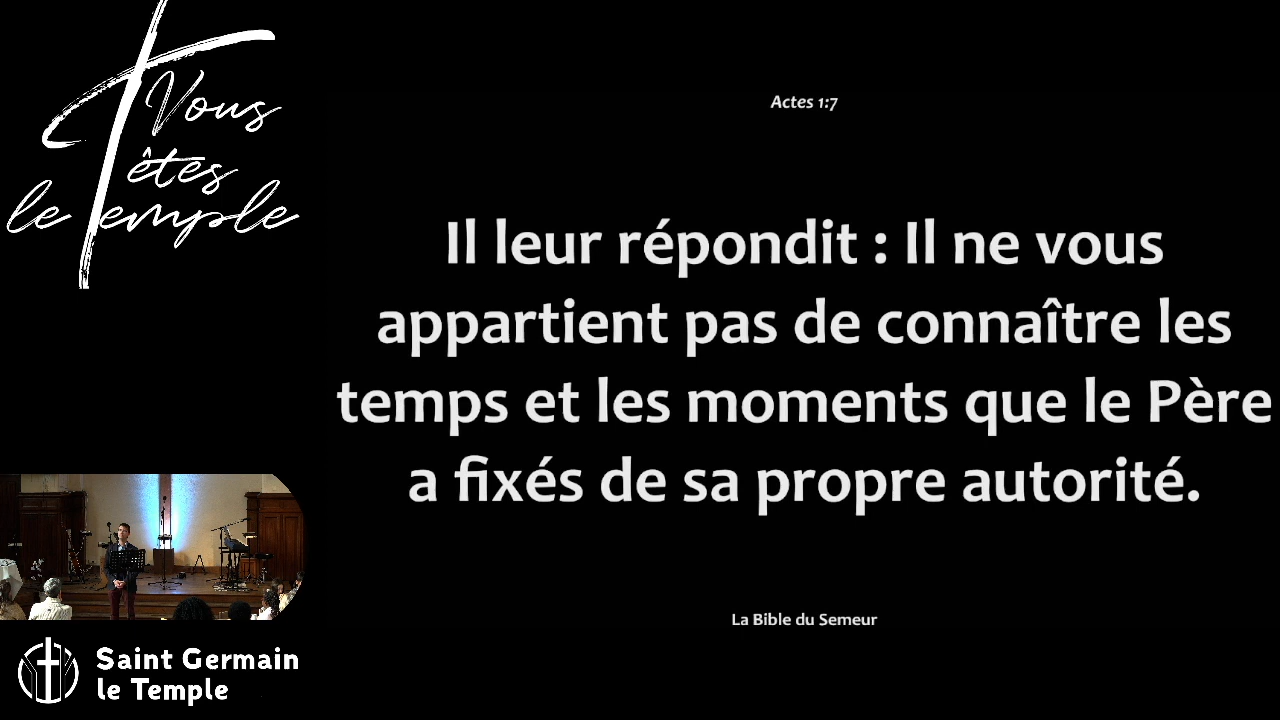 Vous
êtes
le Temple
Actes 1:7
Il leur répondit : Il ne vous
appartient pas de connaître les
temps et les moments que le Père
a fixés de sa propre autorité.
La Bible du Semeur
Saint Germain
le Temple